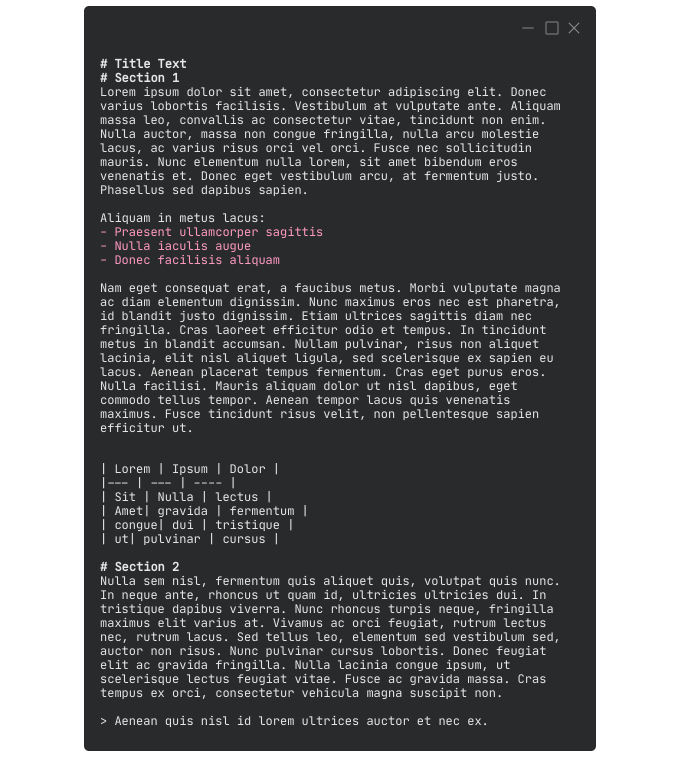 # Title Text
# Section 1
Lorem ipsum dolor sit amet, consectetur adipiscing elit. Donec
varius lobortis facilisis. Vestibulum at vulputate ante. Aliquam
massa leo, convallis ac consectetur vitae, tincidunt non enim.
Nulla auctor, massa non congue fringilla, nulla arcu molestie
lacus, ac varius risus orci vel orci. Fusce nec sollicitudin
mauris. Nunc elementum nulla lorem, sit amet bibendum eros
venenatis et. Donec eget vestibulum arcu, at fermentum justo.
Phasellus sed dapibus sapien.

Aliquam in metus lacus:
- Praesent ullamcorper sagittis
- Nulla iaculis augue
- Donec facilisis aliquam

Nam eget consequat erat, a faucibus metus. Morbi vulputate magna
ac diam elementum dignissim. Nunc maximus eros nec est pharetra,
id blandit justo dignissim. Etiam ultrices sagittis diam nec
fringilla. Cras laoreet efficitur odio et tempus. In tincidunt
metus in blandit accumsan. Nullam pulvinar, risus non aliquet
lacinia, elit nisl aliquet ligula, sed scelerisque ex sapien eu
lacus. Aenean placerat tempus fermentum. Cras eget purus eros.
Nulla facilisi. Mauris aliquam dolor ut nisl dapibus, eget
commodo tellus tempor. Aenean tempor lacus quis venenatis
maximus. Fusce tincidunt risus velit, non pellentesque sapien
efficitur ut.

| Lorem | Ipsum | Dolor |
|--- | --- | ---- |
| Sit | Nulla | lectus |
| Amet| gravida | fermentum |
| congue| dui | tristique |
| ut| pulvinar | cursus |

# Section 2
Nulla sem nisl, fermentum quis aliquet quis, volutpat quis nunc.
In neque ante, rhoncus ut quam id, ultricies ultricies dui. In
tristique dapibus viverra. Nunc rhoncus turpis neque, fringilla
maximus elit varius at. Vivamus ac orci feugiat, rutrum lectus
nec, rutrum lacus. Sed tellus leo, elementum sed vestibulum sed,
auctor non risus. Nunc pulvinar cursus lobortis. Donec feugiat
elit ac gravida fringilla. Nulla lacinia congue ipsum, ut
scelerisque lectus feugiat vitae. Fusce ac gravida massa. Cras
tempus ex orci, consectetur vehicula magna suscipit non.

> Aenean quis nisl id lorem ultrices auctor et nec ex.